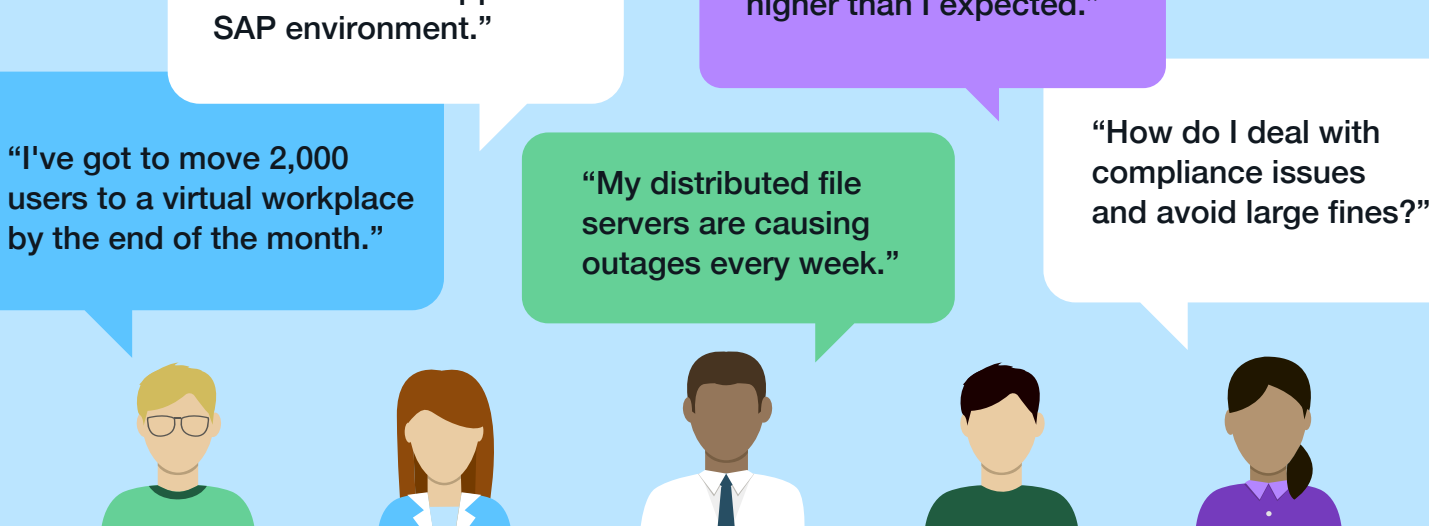 SAP environment.”
higher than I expected.”
“I've got to move 2,000
users to a virtual workplace
by the end of the month.”
“My distributed file
servers are causing
outages every week.”
“How do I deal with
compliance issues
and avoid large fines?”